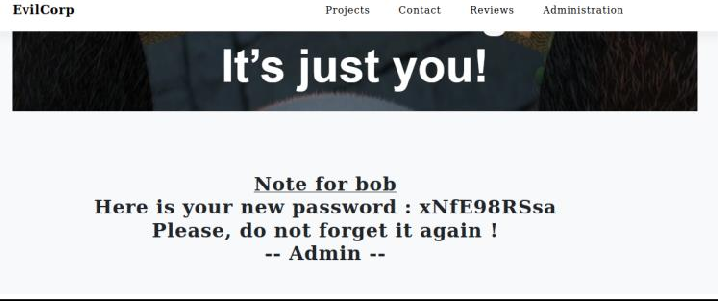 EvilCorp
Projects Contact Reviews Administration
It’s just you!
Note for bob
Here is your new password : xNfE98RSsa
Please, do not forget it again !
-- Admin --